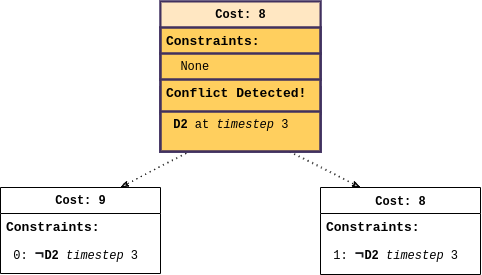 Cost: 8
Constraints:
None
Conflict Detected!
D2 at timestep 3
Cost: 9
Constraints:
0: ¬D2 timestep 3
Cost: 8
Constraints:
1: ¬D2 timestep 3